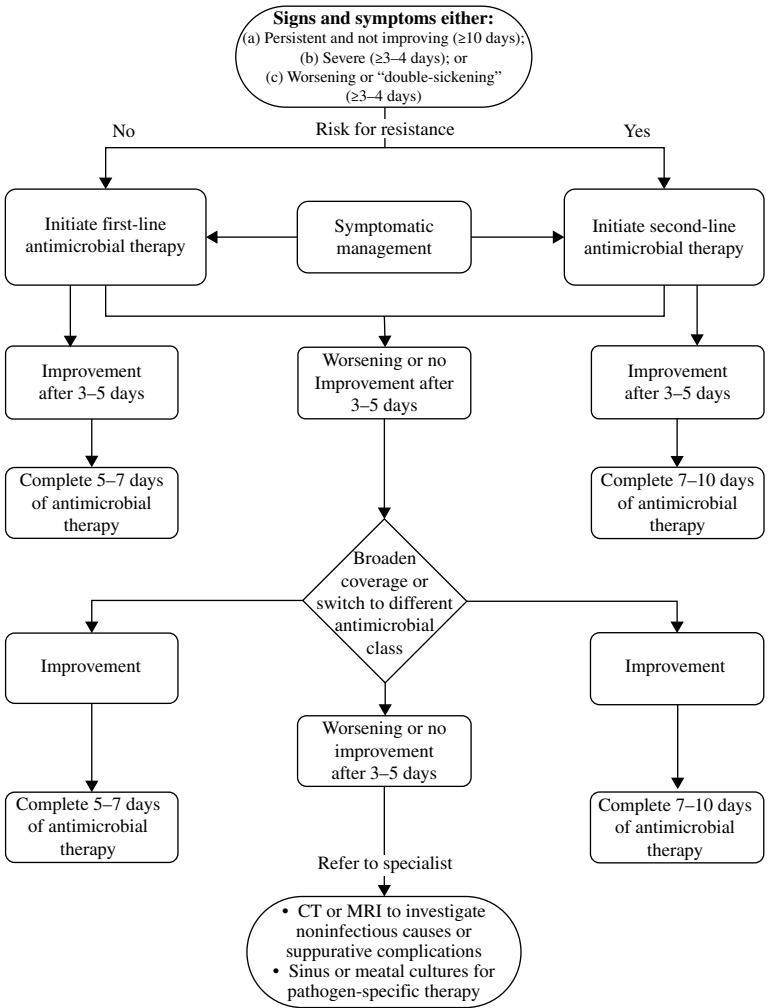 Signs and symptoms either:
(a) Persistent and not improving (≥10 days);
(b) Severe (≥3–4 days); or
(c) Worsening or “double-sickening”
(≥3–4 days)
No
Risk for resistance
Yes
Initiate first-line
antimicrobial therapy
Symptomatic
management
Initiate second-line
antimicrobial therapy
Improvement
after 3–5 days
Worsening or no
Improvement after
3–5 days
Improvement
after 3–5 days
Complete 5–7 days
of antimicrobial
therapy
Complete 7–10 days
of antimicrobial
therapy
Broaden
coverage or
switch to different
antimicrobial
class
Improvement
Improvement
Worsening or no
improvement
after 3–5 days
Complete 5–7 days
of antimicrobial
therapy
Complete 7–10 days
of antimicrobial
therapy
Refer to specialist
• CT or MRI to investigate
noninfectious causes or
suppurative complications
• Sinus or meatal cultures for
pathogen-specific therapy